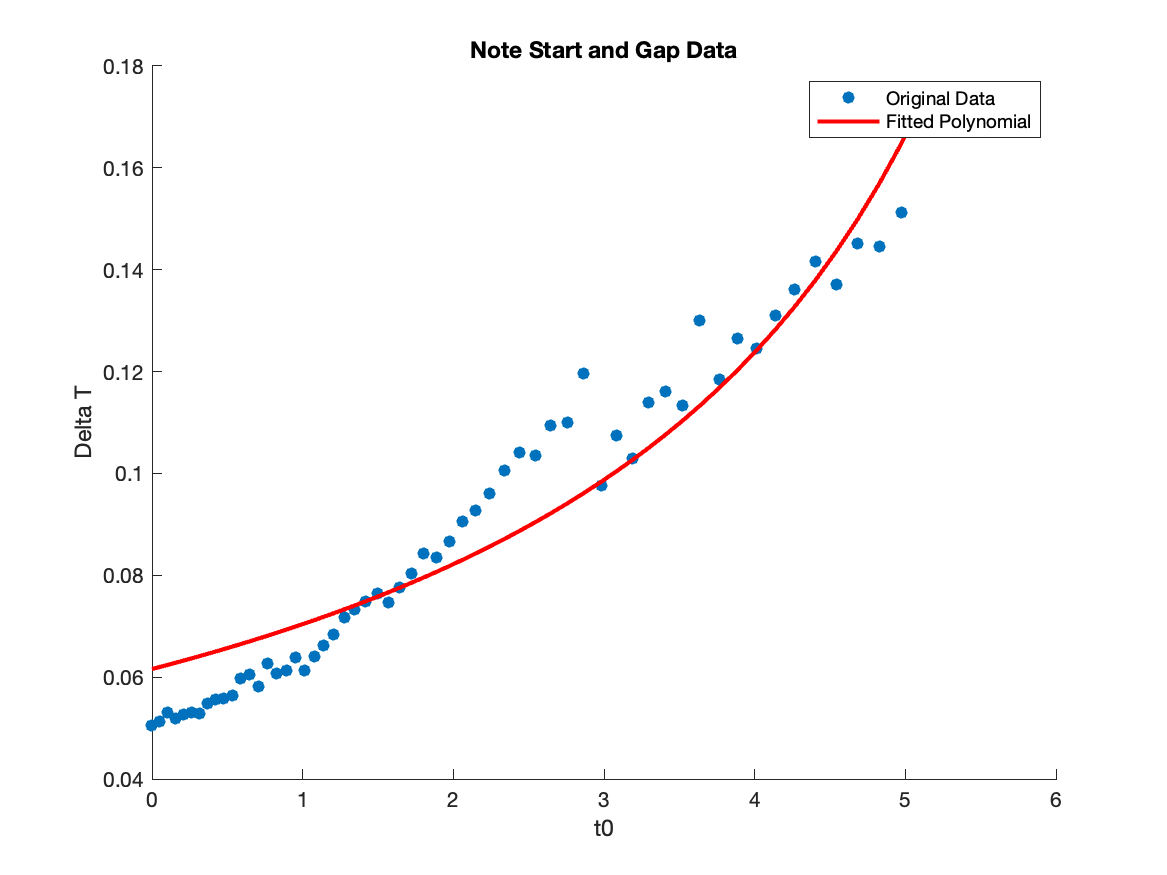 Note Start and Gap Data
0.18
0.16
0.14
0.12
0.1
0.08
0.06
0.04
Delta T
Original Data
Fitted Polynomial
0 1 2 3 4 5 6
t0